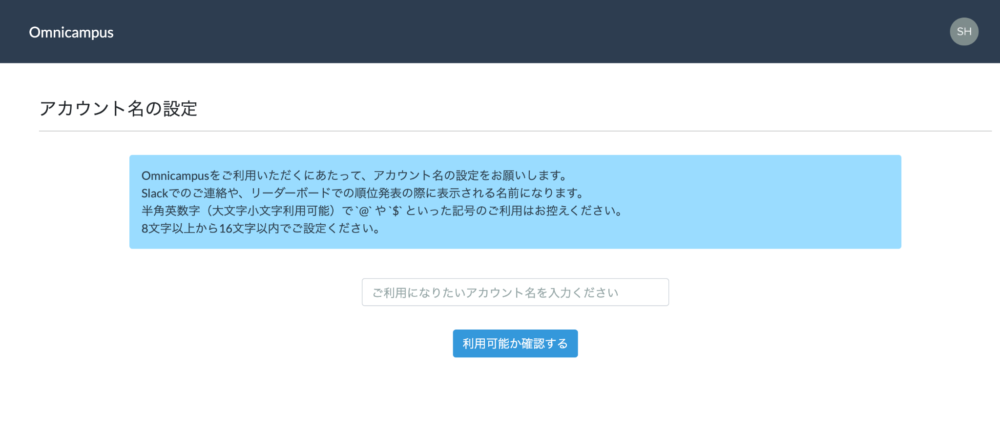 Omnicampus
SH
アカウント名の設定
Omnicampusをご利用いただくにあたって、アカウント名の設定をお願いします。
Slackでのご連絡や、リーダーボードでの順位発表の際に表示される名前になります。
半角英数字（大文字小文字利用可能）で `@` や `$` といった記号のご利用はお控えください。
8文字以上から16文字以内でご設定ください。
ご利用になりたいアカウント名を入力ください
利用可能か確認する